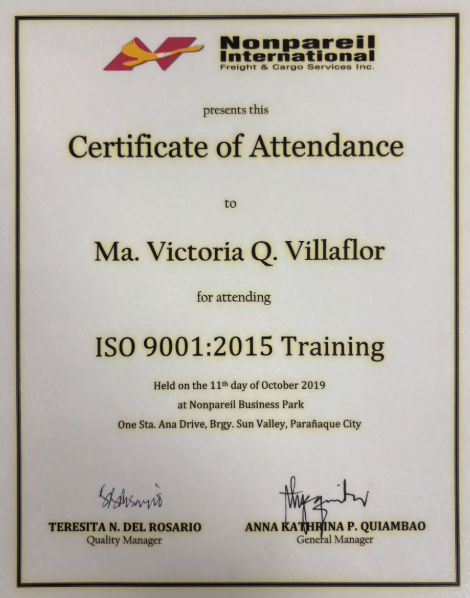 Nonpareil
International
Freight & Cargo Services Inc.
presents this
Certificate of Attendance
to
Ma. Victoria Q. Villaflor
for attending
ISO 9001:2015 Training
Held on the 11th day of October 2019
at Nonpareil Business Park
One Sta. Ana Drive, Brgy. Sun Valley, Parañaque City
TERESITA N. DEL ROSARIO
Quality Manager
ANNA KATHRINA P. QUIAMBAO
General Manager